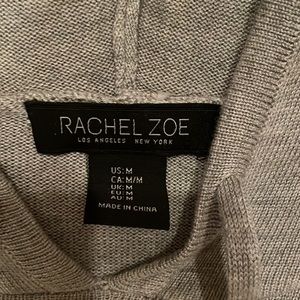 RACHEL ZOE
LOS ANGELES NEW YORK
US:M
CA:M/M
UK:M
EU:M
AU:M
MADE IN CHINA